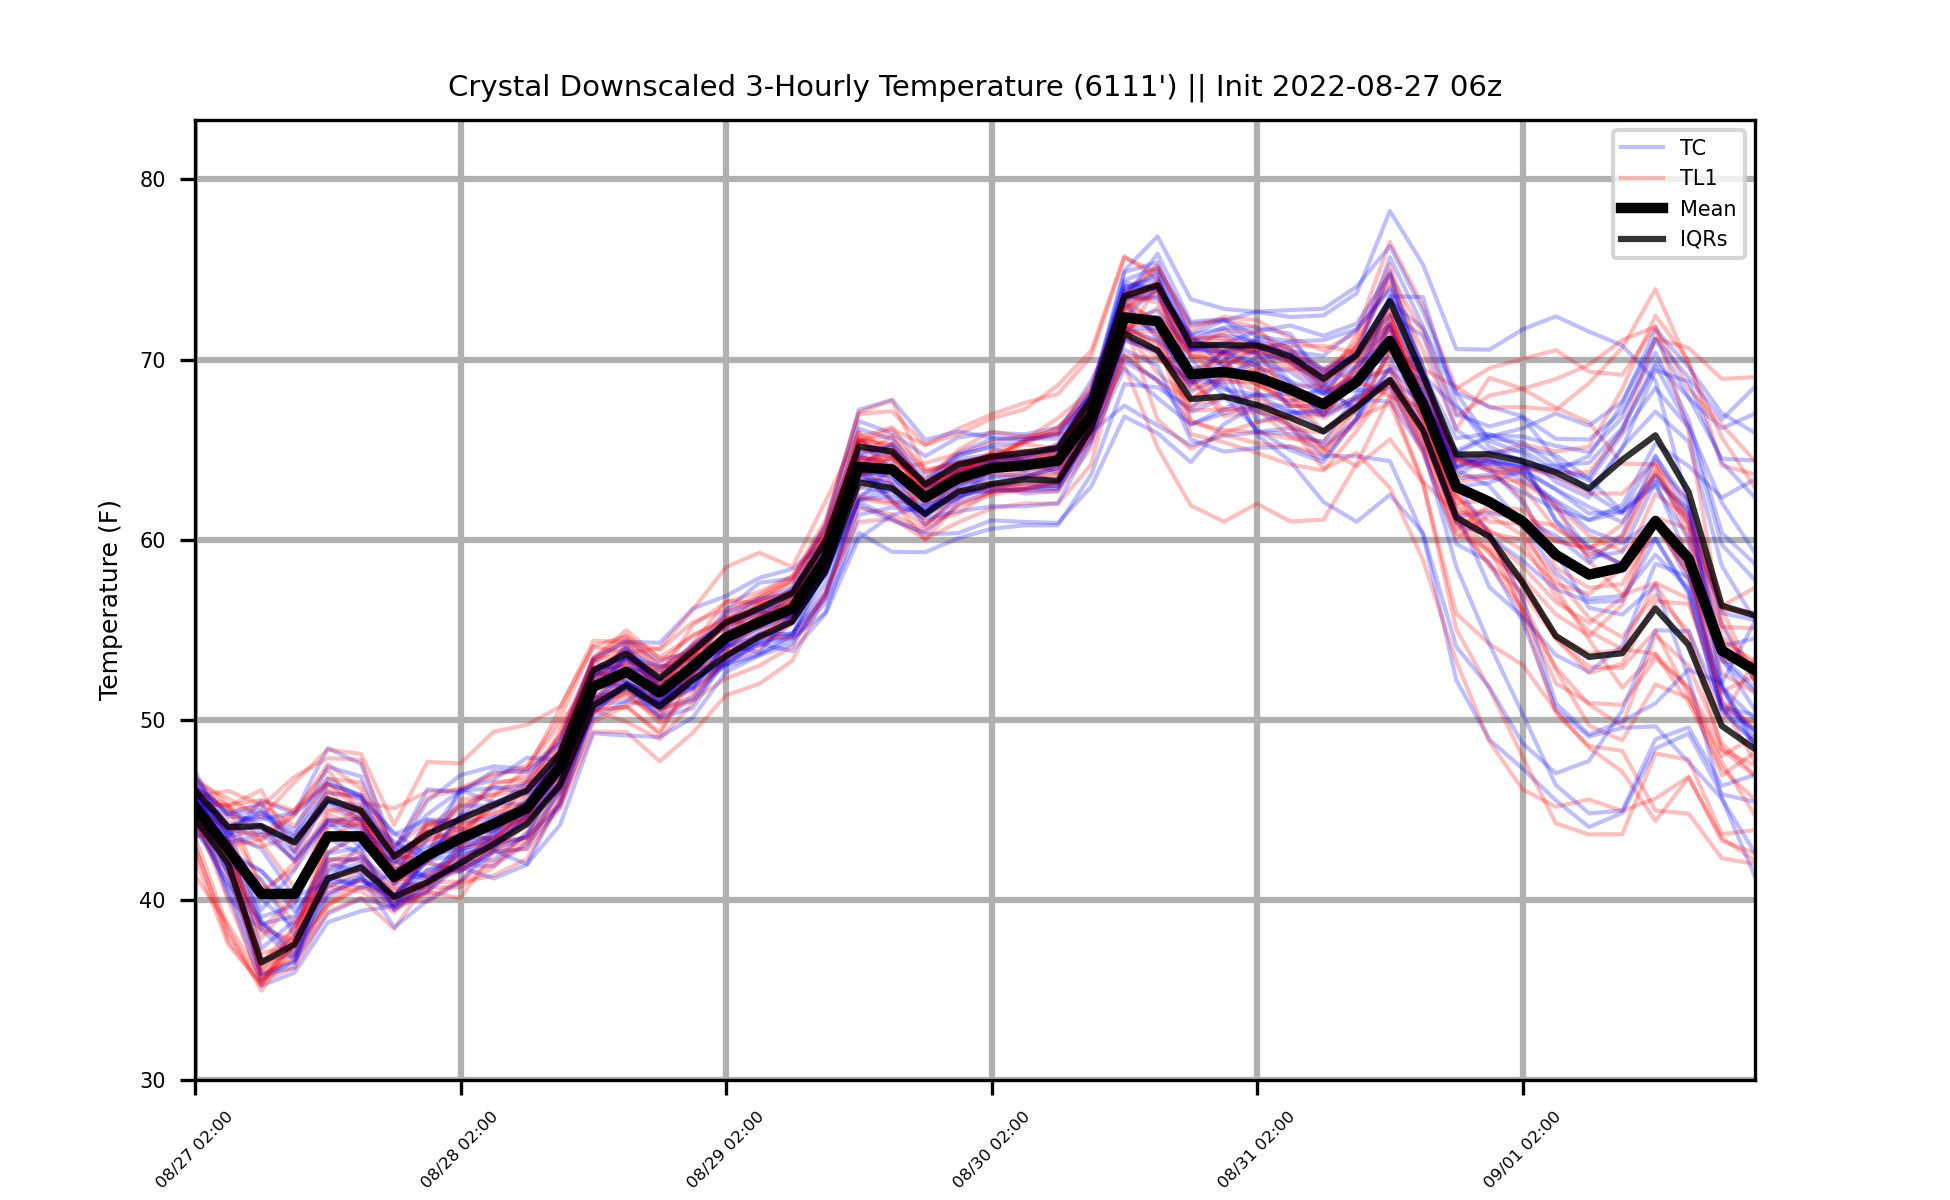 Crystal Downscaled 3-Hourly Temperature (6111') || Init 2022-08-27 06z
TC
TL1
Mean
IQRs
Temperature (F)
80
70
60
50
40
30
08/27 02:00
08/28 02:00
08/29 02:00
08/30 02:00
08/31 02:00
09/01 02:00